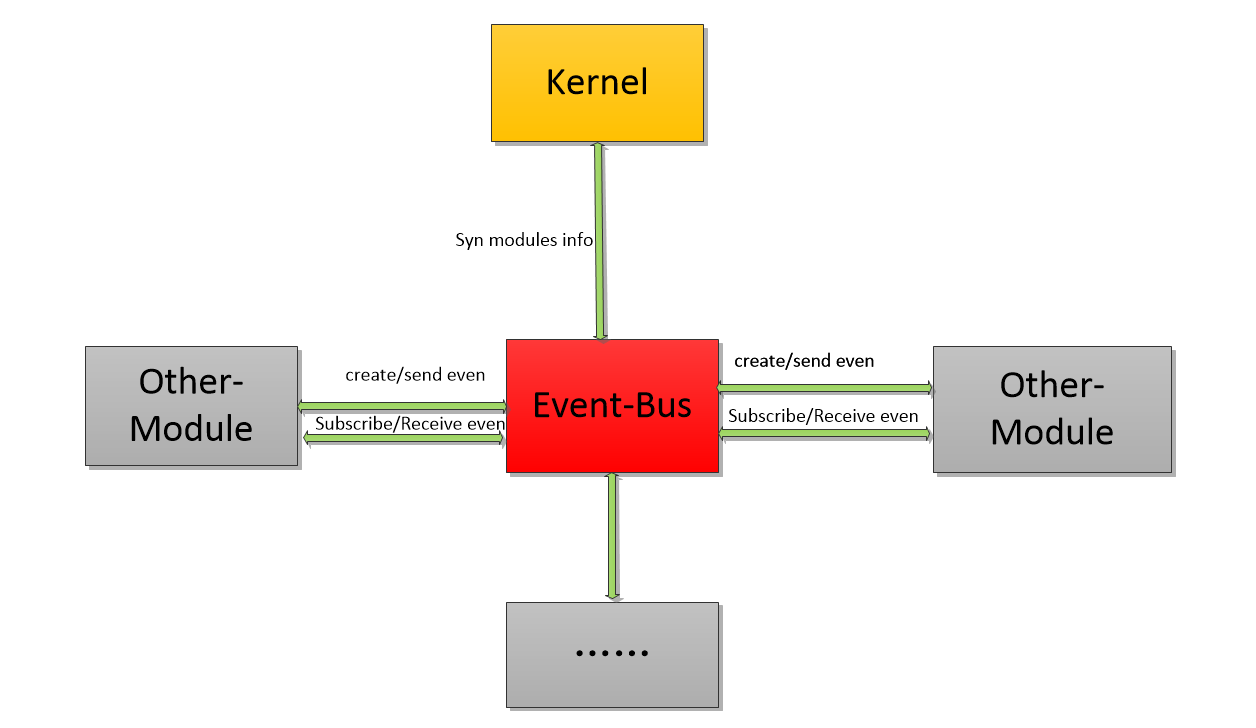 Kernel
Syn modules info
Other-
Module
create/send even
Subscribe/Receive even
Event-Bus
create/send even
Subscribe/Receive even
Other-
Module
......